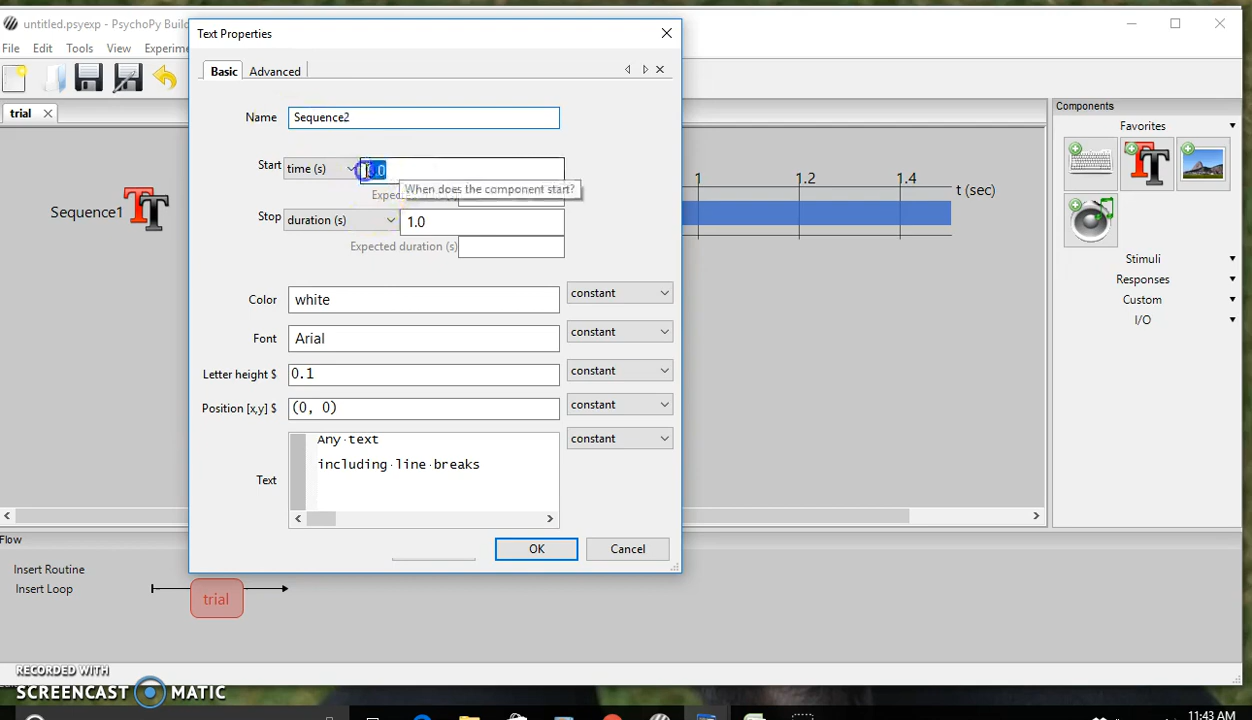 untitled.psyexp - PsychoPy Build
File Edit Tools View Experime
trial
Text Properties
Basic Advanced
Name Sequence2
Start time (s) .0
When does the component start?
Expec
Stop duration (s) 1.0
Expected duration (s)
Color white constant
Font Arial constant
Letter height $ 0.1 constant
Position [x,y] $ (0, 0) constant
Text Any text constant
including line breaks
OK Cancel
Sequence1
1 1.2 1.4 t (sec)
Components
Favorites
Stimuli
Responses
Custom
I/O
Flow
Insert Routine
Insert Loop
trial
RECORDED WITH
SCREENCAST MATIC
11:43 AM